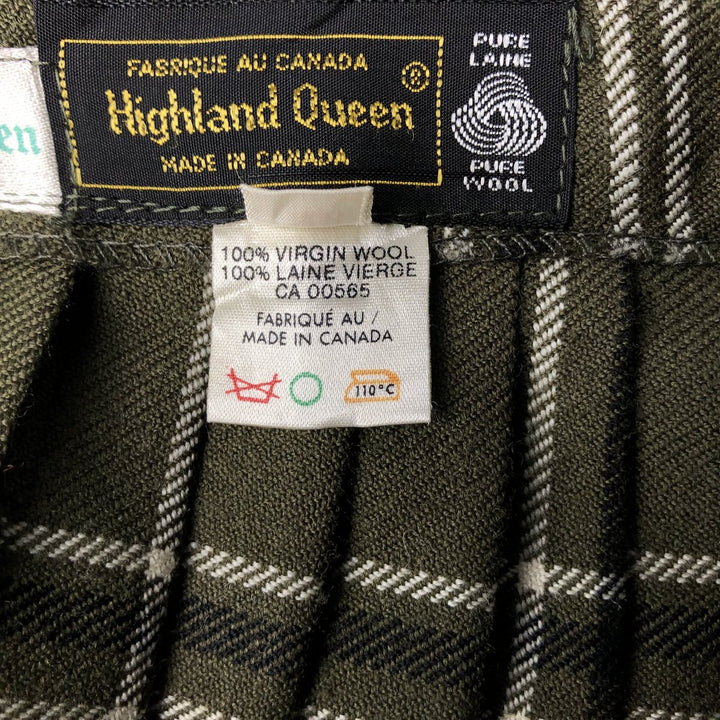 PURE
LAINE
FABRIQUE AU CANADA ®
Highland Queen
MADE IN CANADA
PURE
WOOL
en
100% VIRGIN WOOL
100% LAINE VIERGE
CA 00565
FABRIQUÉ AU /
MADE IN CANADA
110°C